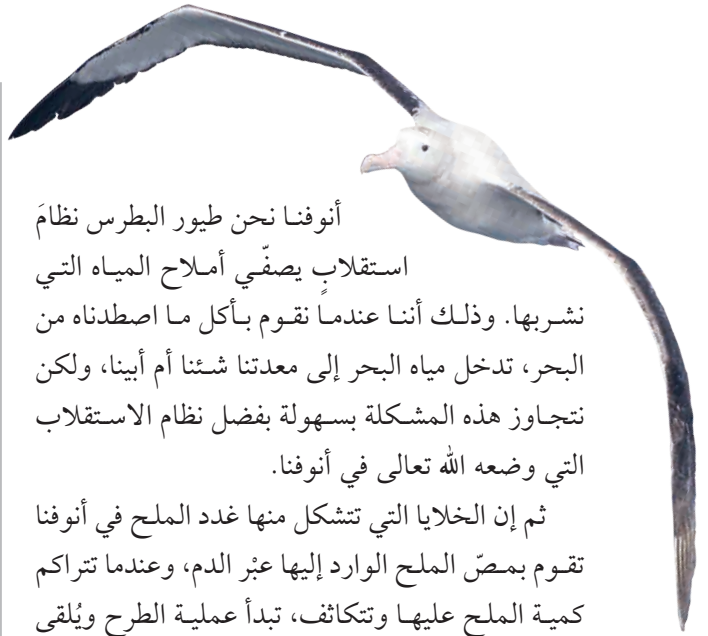 أنوفنا نحن طيور البطرس نظامَ
استقلابٍ يصفّي أملاح المياه التي
نشربها. وذلك أننا عندما نقوم بأكل ما اصطدناه من
البحر، تدخل مياه البحر إلى معدتنا شئنا أم أبينا، ولكن
نتجاوز هذه المشكلة بسهولة بفضل نظام الاستقلاب
التي وضعه الله تعالى في أنوفنا.
ثم إن الخلايا التي تتشكل منها غدد الملح في أنوفنا
تقوم بمصّ الملح الوارد إليها عبْر الدم، وعندما تتراكم
كمية الملح عليها وتتكاثف، تبدأ عملية الطرح ويُلقى